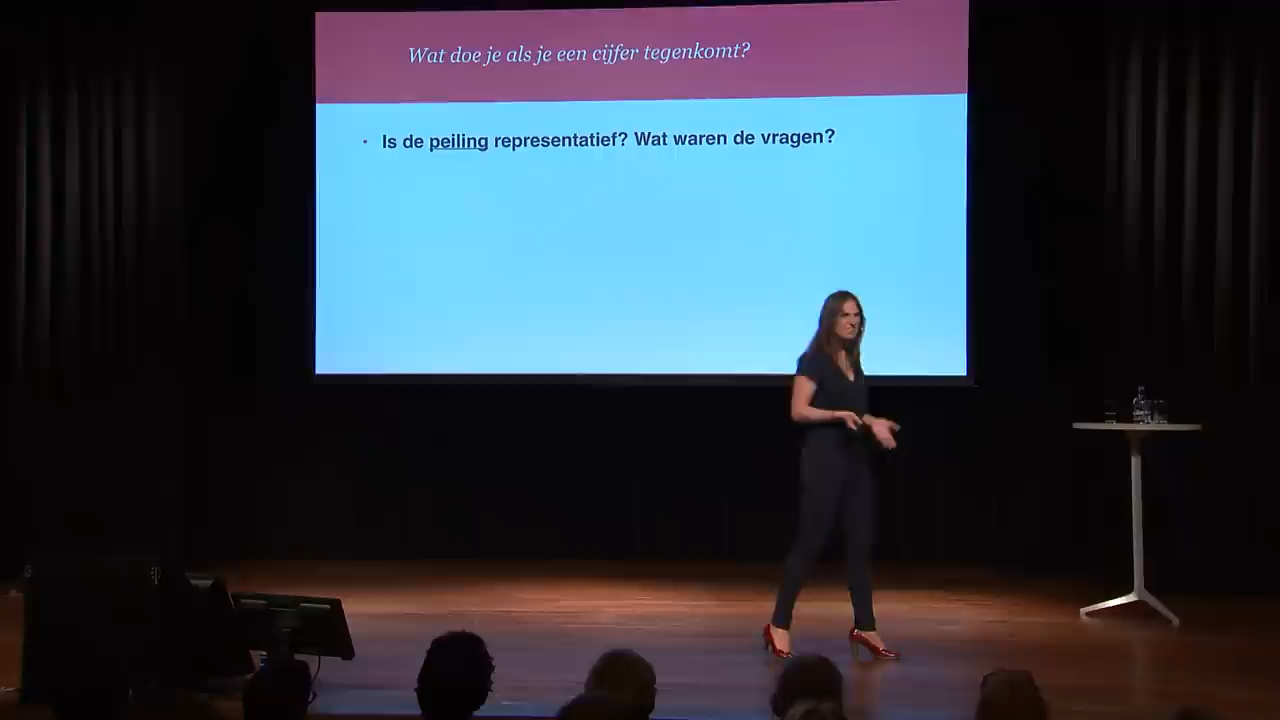 Wat doe je als je een cijfer tegenkomt?
· Is de peiling representatief? Wat waren de vragen?